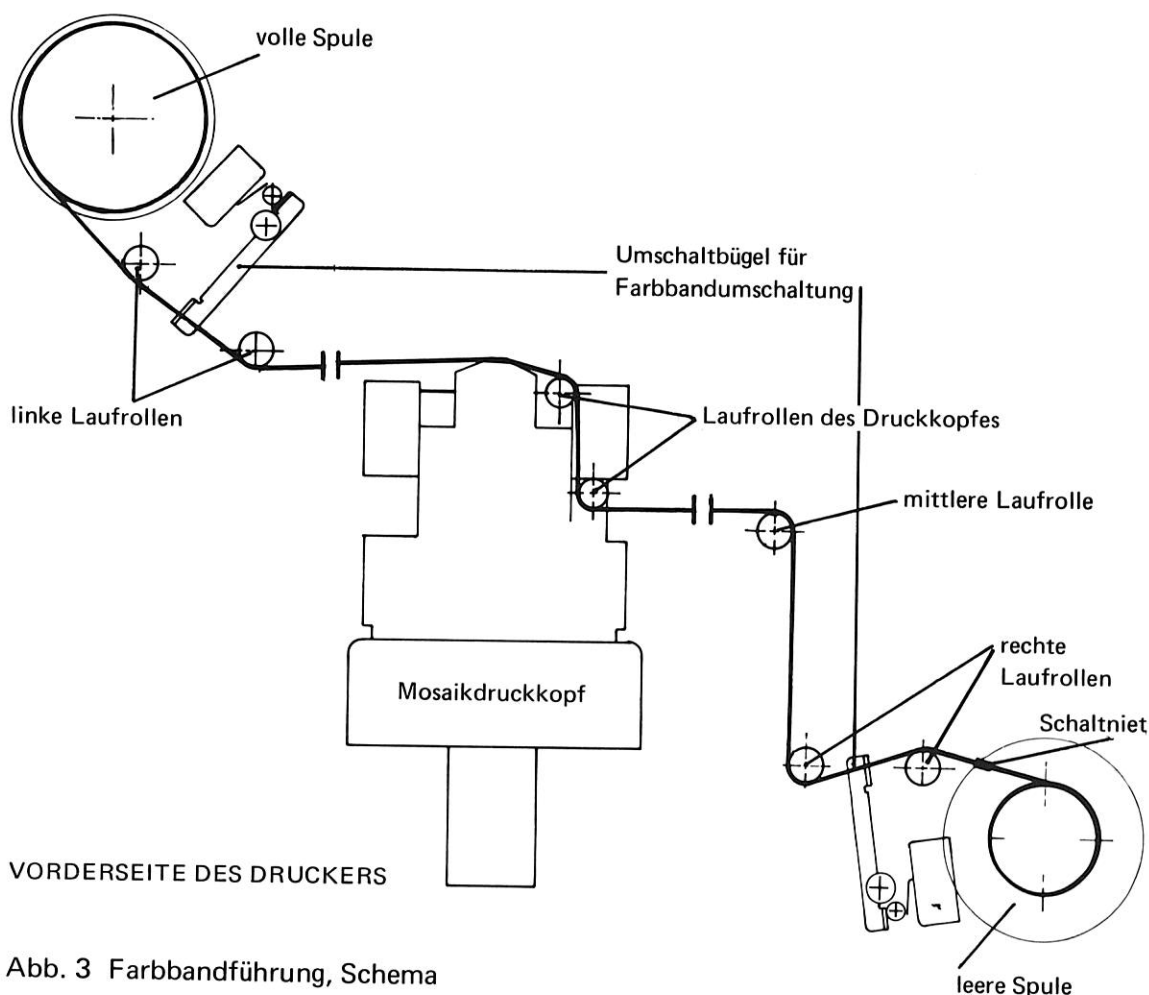 volle Spule
Umschaltbügel für
Farbbandumschaltung
linke Laufrollen
Laufrollen des Druckkopfes
mittlere Laufrolle
rechte
Laufrollen
Mosaikdruckkopf
Schaltniet
VORDERSEITE DES DRUCKERS
Abb. 3 Farbbandführung, Schema
leere Spule